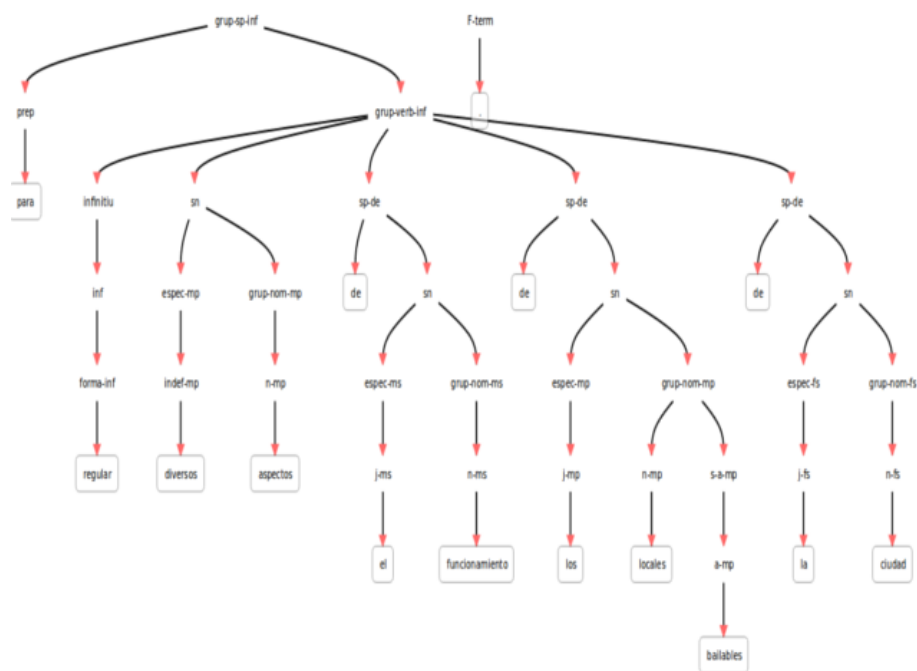 grup-sp-inf F-term
prep grup-verb-inf .
para infinitiu sn sp-de sp-de sp-de
inf espec-mp grup-nom-mp de sn de sn de sn
forma-inf indef-mp n-mp espec-ms grup-nom-ms espec-mp grup-nom-mp espec-fs grup-nom-fs
regular diversos aspectos j-ms n-ms j-mp n-mp s-a-mp j-fs n-fs
el funcionamiento los locales a-mp la ciudad
bailables